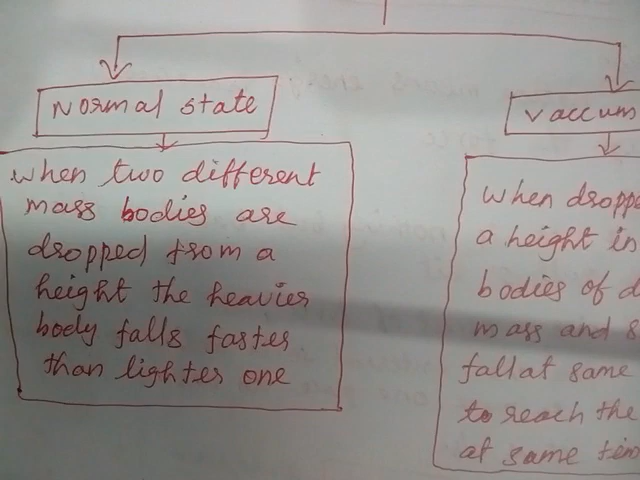 Normal state
when two different
mass bodies are
dropped from a
height the heavier
body falls faster
than lighter one
vaccum
when droppe
a height in
bodies of d
mass and s
fall at same
to reach the
at same tim